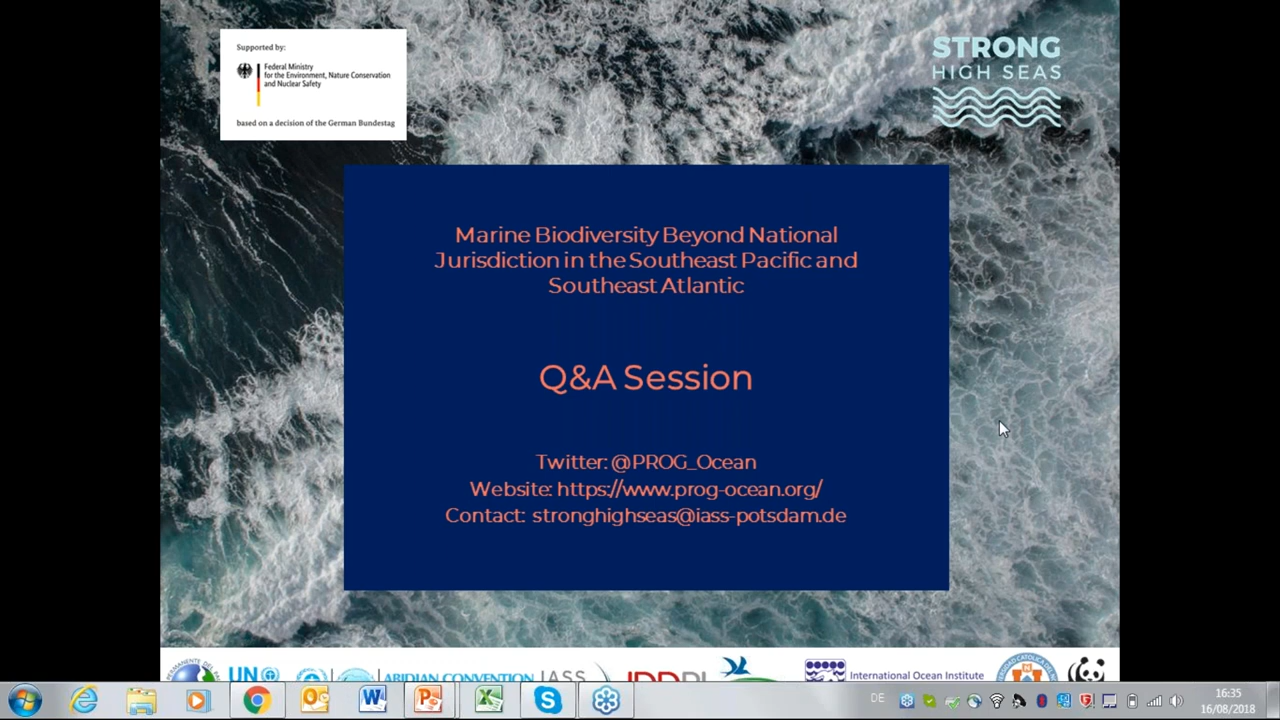 Supported by:
Federal Ministry
for the Environment, Nature Conservation
and Nuclear Safety
based on a decision of the German Bundestag
STRONG
HIGH SEAS
Marine Biodiversity Beyond National
Jurisdiction in the Southeast Pacific and
Southeast Atlantic
Q&A Session
Twitter: @PROG_Ocean
Website: https://www.prog-ocean.org/
Contact: stronghighseas@iass-potsdam.de
UN
CONVENTION
IASS
International Ocean Institute
DE
16:35
16/08/2018